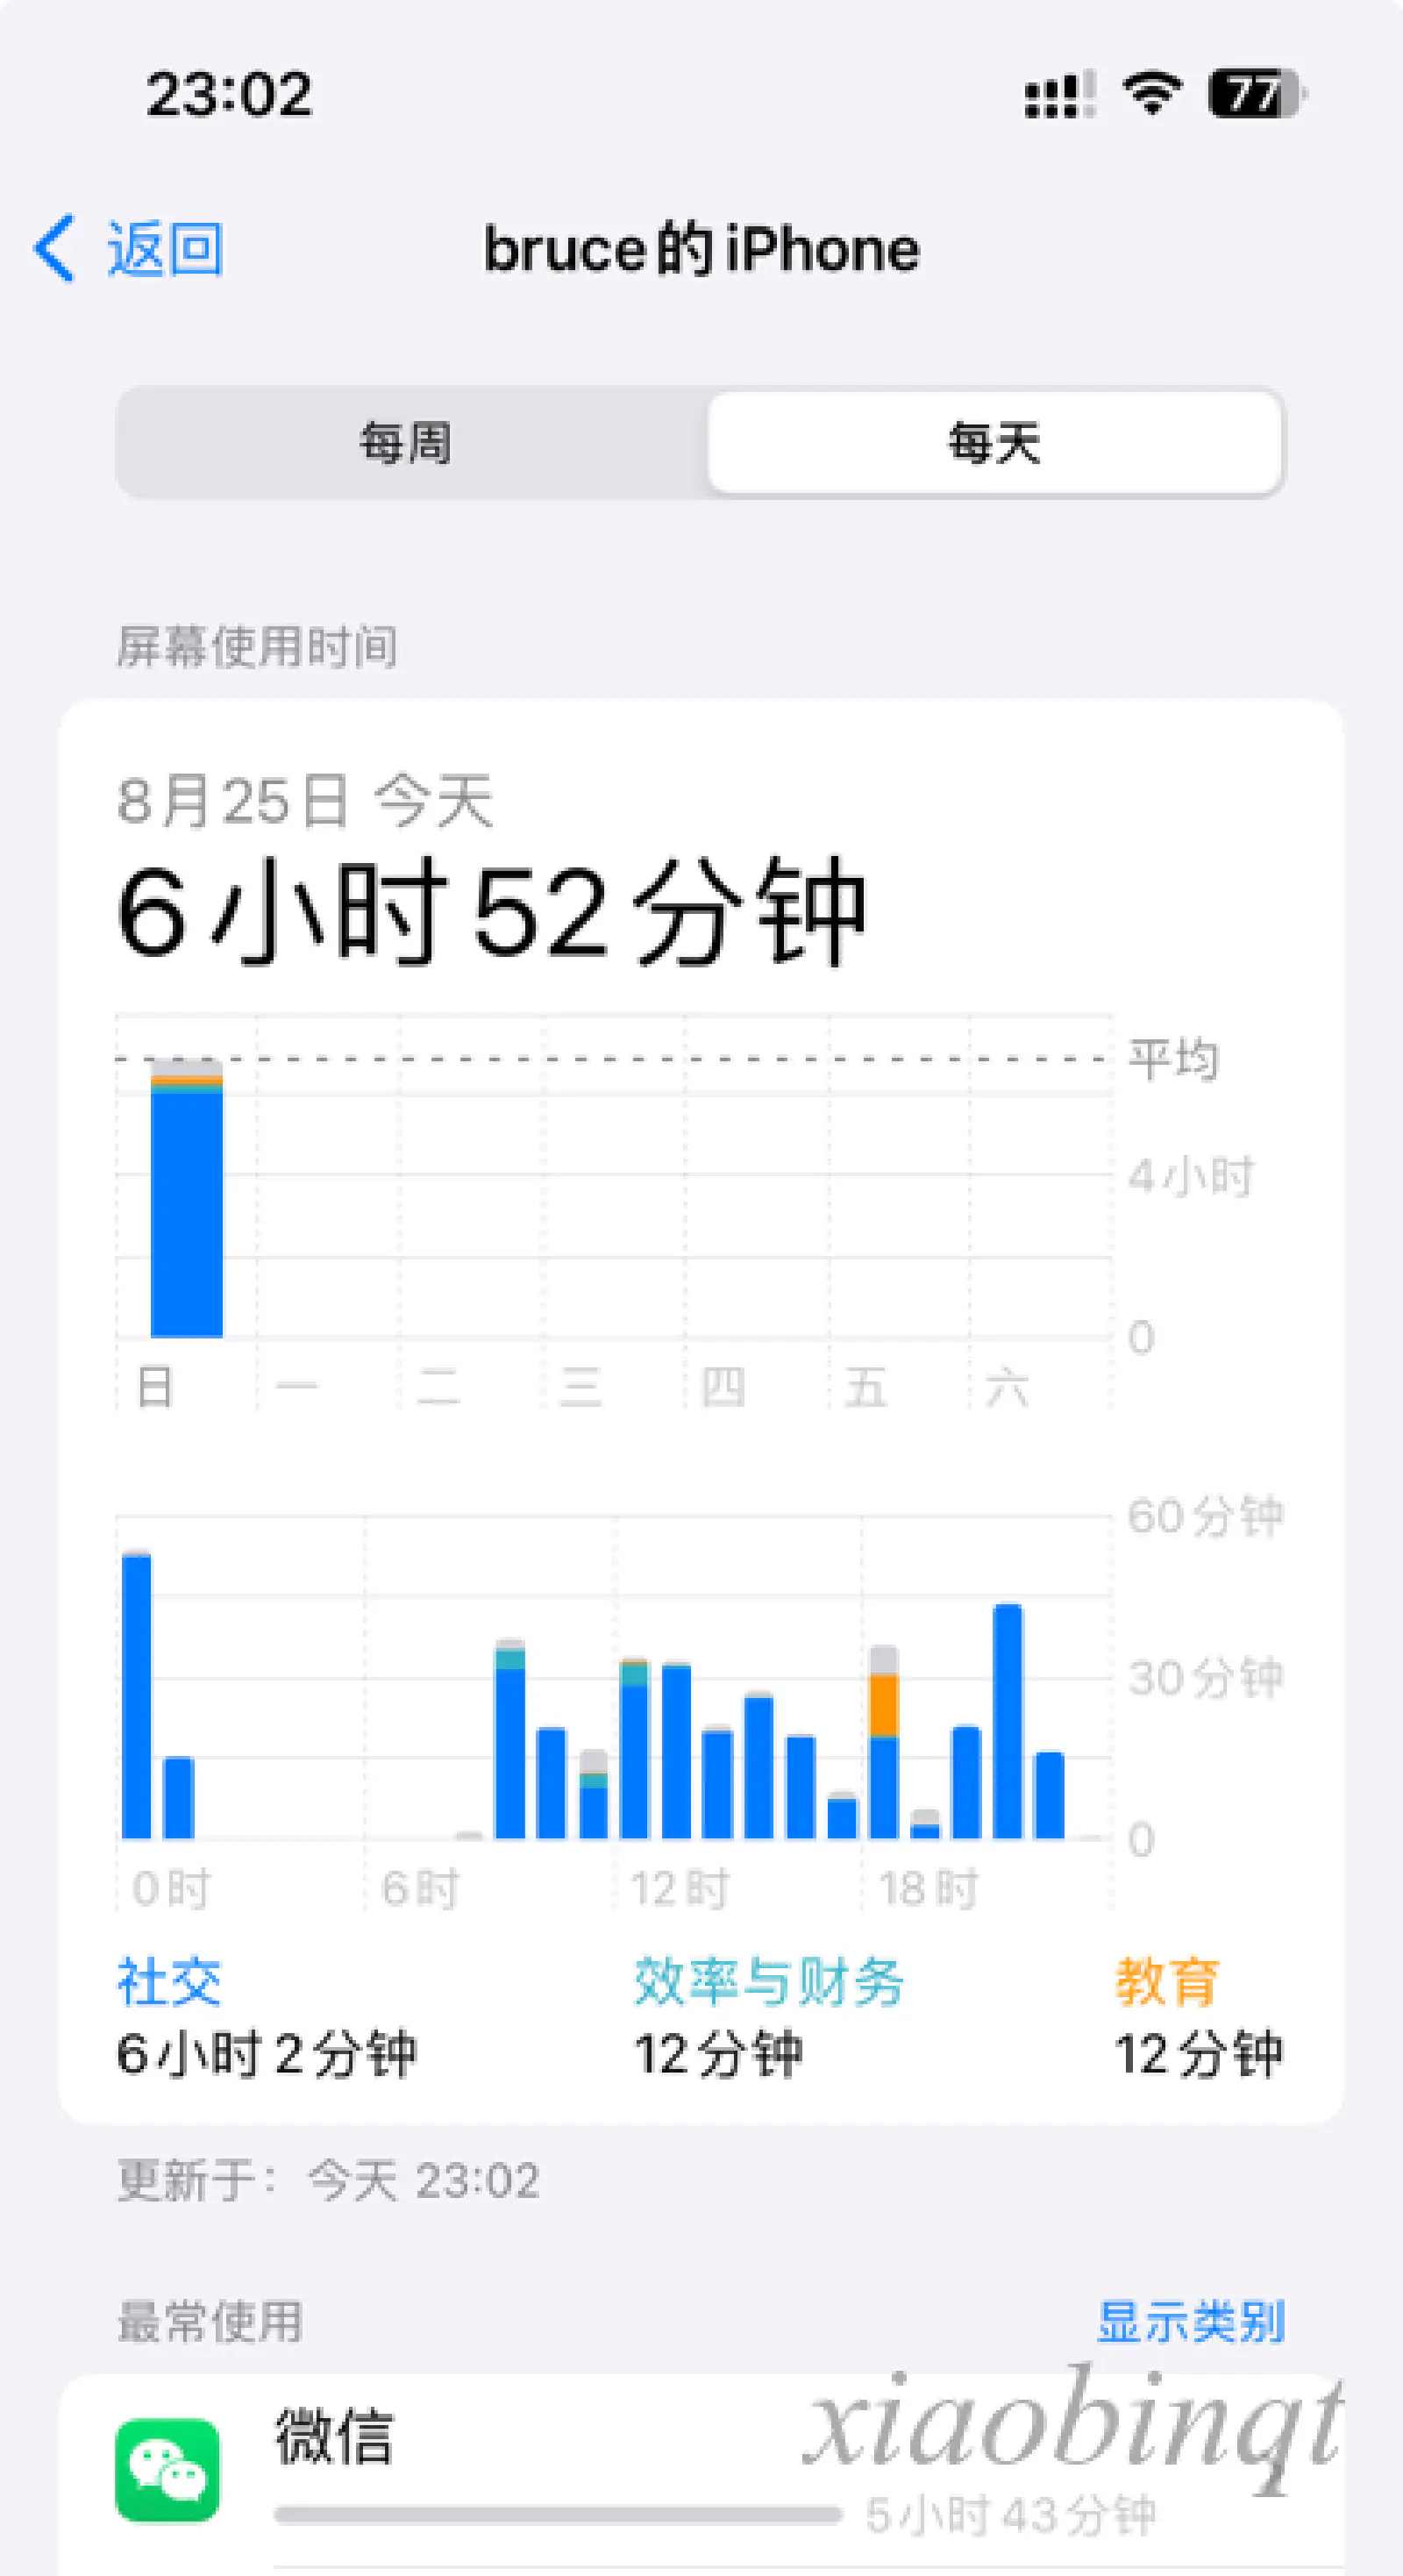 23:02 77
返回 bruce的iPhone
每周 每天
屏幕使用时间
8月25日 今天
6小时52分钟
平均
4小时
0
日 一 二 三 四 五 六
60分钟
30分钟
0
0时 6时 12时 18时
社交 效率与财务 教育
6小时2分钟 12分钟 12分钟
更新于：今天 23:02
最常使用 显示类别
微信
xiaobinqt
5小时43分钟